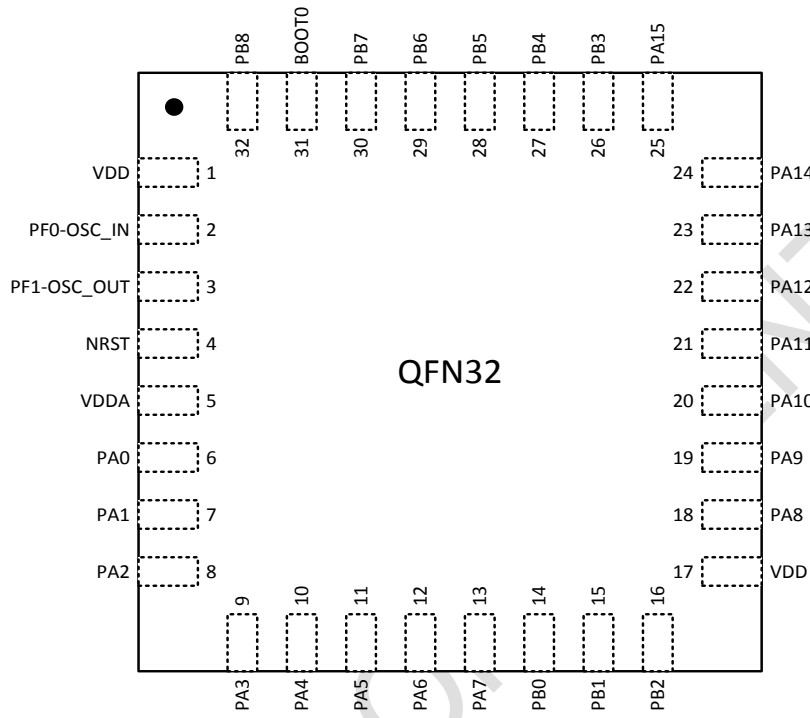 PB8 BOOT0 PB7 PB6 PB5 PB4 PB3 PA15
32 31 30 29 28 27 26 25
VDD 1
PF0-OSC_IN 2
PF1-OSC_OUT 3
NRST 4
VDDA 5
PA0 6
PA1 7
PA2 8
QFN32
24 PA14
23 PA13
22 PA12
21 PA11
20 PA10
19 PA9
18 PA8
17 VDD
9 10 11 12 13 14 15 16
PA3 PA4 PA5 PA6 PA7 PB0 PB1 PB2